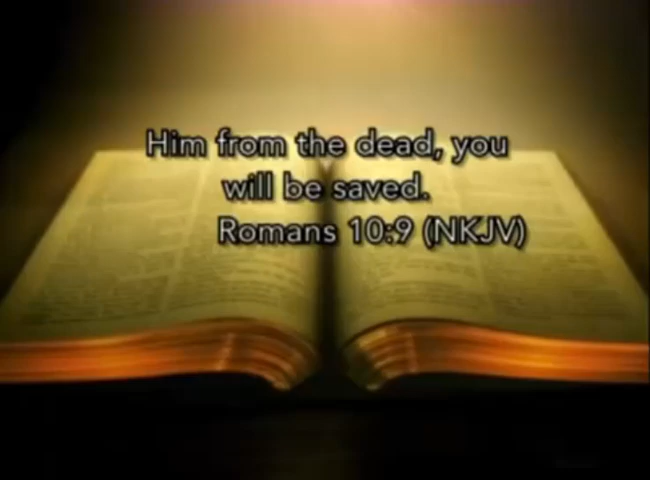 Him from the dead, you
will be saved.
Romans 10:9 (NKJV)